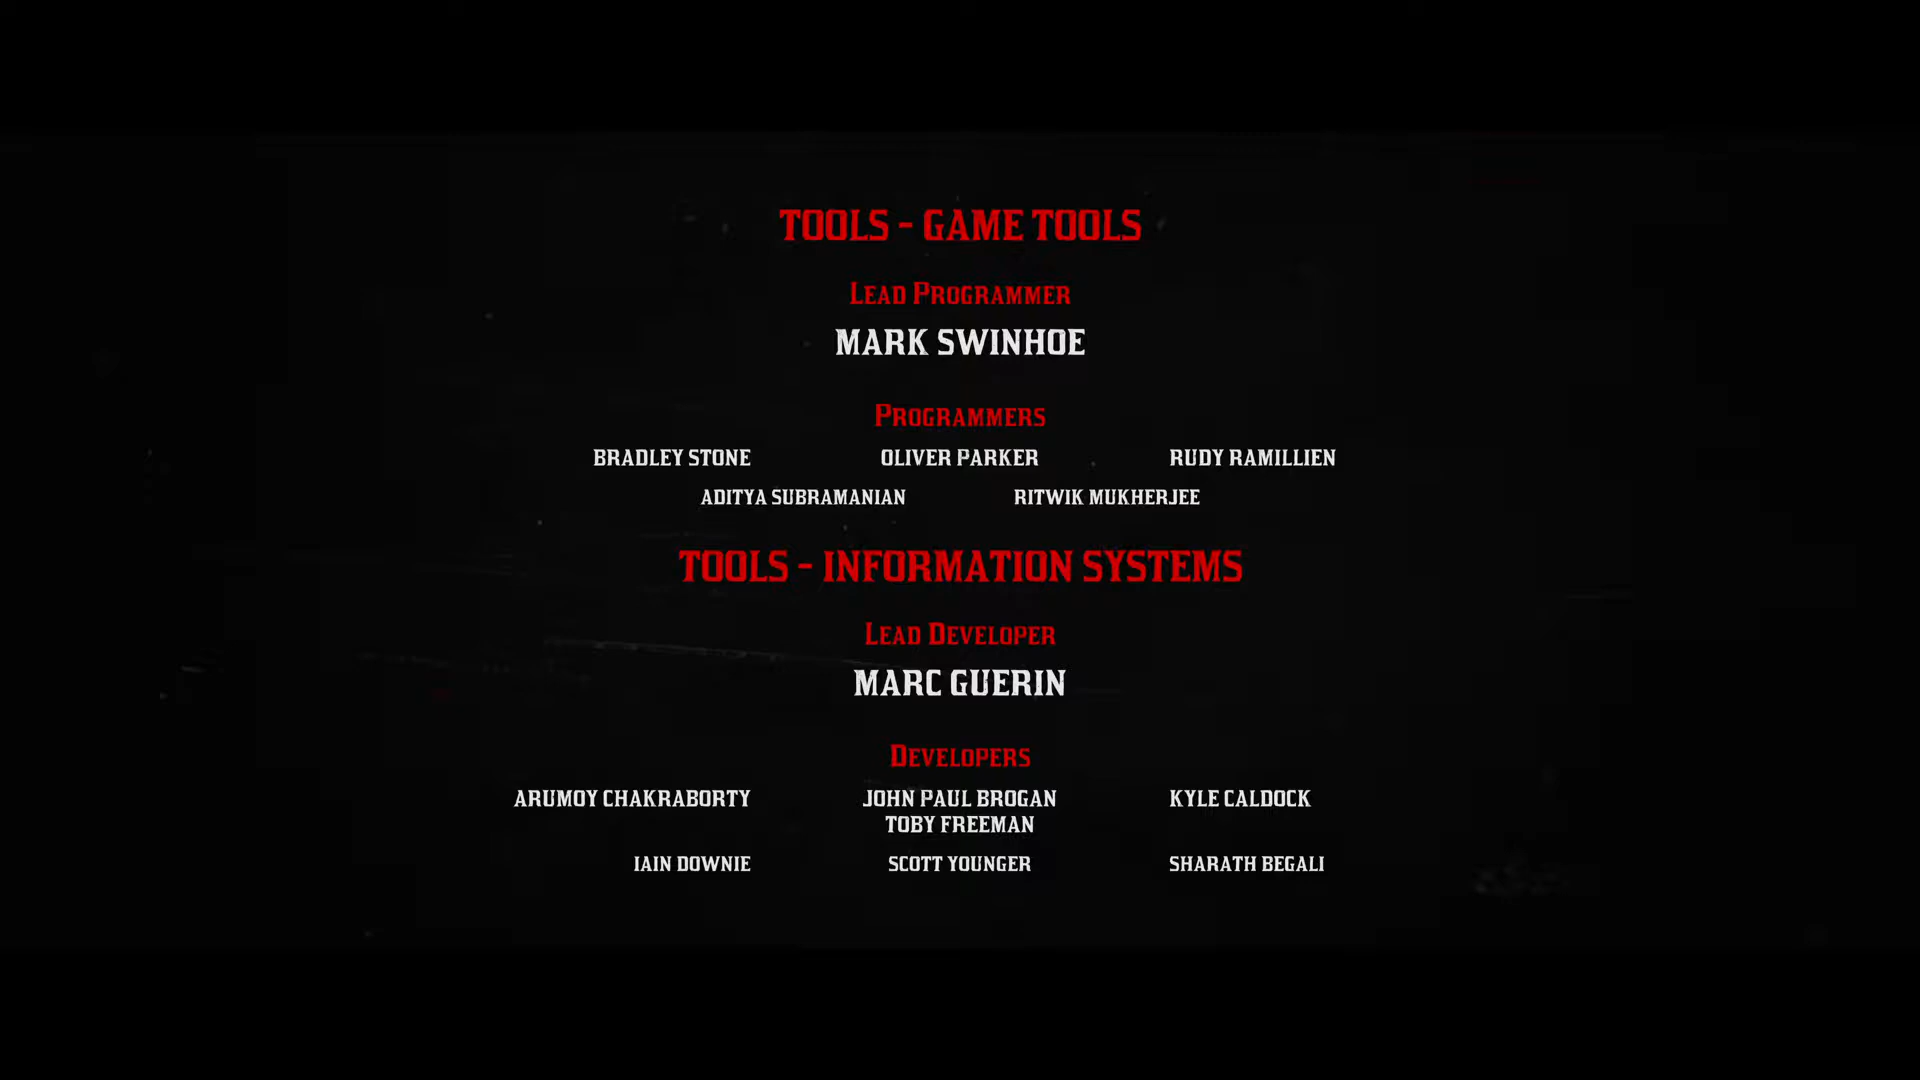 TOOLS - GAME TOOLS
LEAD PROGRAMMER
MARK SWINHOE
PROGRAMMERS
BRADLEY STONE OLIVER PARKER RUDY RAMILLIEN
ADITYA SUBRAMANIAN RITWIK MUKHERJEE
TOOLS - INFORMATION SYSTEMS
LEAD DEVELOPER
MARC GUERIN
DEVELOPERS
ARUMOY CHAKRABORTY JOHN PAUL BROGAN KYLE CALDOCK
TOBY FREEMAN
IAIN DOWNIE SCOTT YOUNGER SHARATH BEGALI